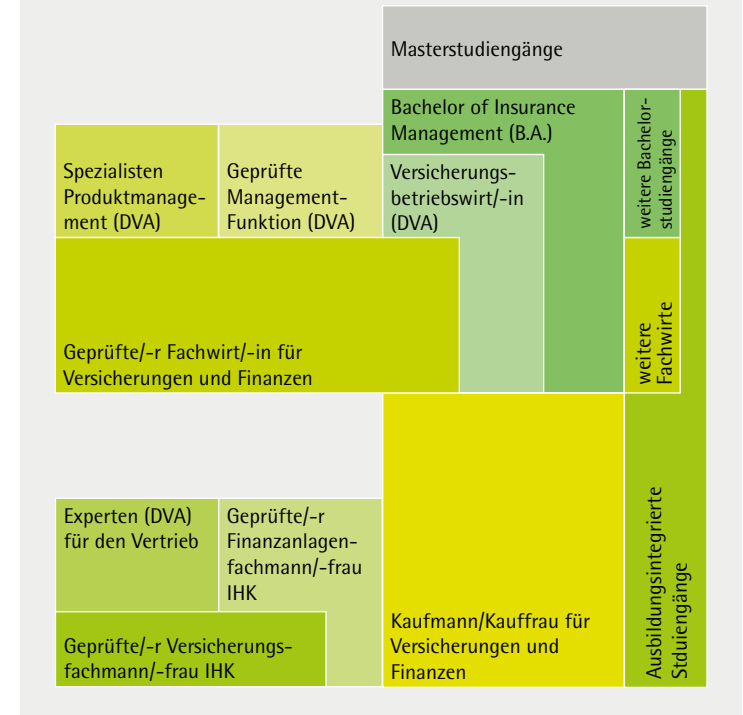 Masterstudiengänge
Bachelor of Insurance
Management (B.A.)
weitere Bachelor-
studiengänge
Spezialisten
Produktmanage-
ment (DVA)
Geprüfte
Management-
Funktion (DVA)
Versicherungs-
betriebswirt/-in
(DVA)
Geprüfte/-r Fachwirt/-in für
Versicherungen und Finanzen
weitere
Fachwirte
Experten (DVA)
für den Vertrieb
Geprüfte/-r
Finanzanlagen-
fachmann/-frau
IHK
Geprüfte/-r Versicherungs-
fachmann/-frau IHK
Kaufmann/Kauffrau für
Versicherungen und
Finanzen
Ausbildungsintegrierte
Stduiengänge